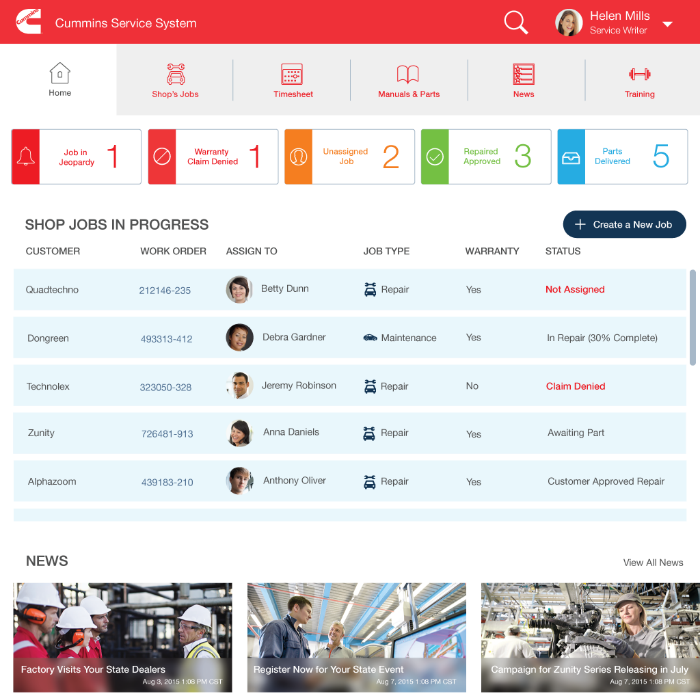 Cummins
Cummins Service System
Helen Mills
Service Writer
Home
Shop's Jobs
Timesheet
Manuals & Parts
News
Training
Job in
Jeopardy
1
Warranty
Claim Denied
1
Unassigned
Job
2
Repaired
Approved
3
Parts
Delivered
5
SHOP JOBS IN PROGRESS
+ Create a New Job
CUSTOMER WORK ORDER ASSIGN TO JOB TYPE WARRANTY STATUS
Quadtechno 212146-235 Betty Dunn Repair Yes Not Assigned
Dongreen 493313-412 Debra Gardner Maintenance Yes In Repair (30% Complete)
Technolex 323050-328 Jeremy Robinson Repair No Claim Denied
Zunity 726481-913 Anna Daniels Repair Yes Awaiting Part
Alphazoom 439183-210 Anthony Oliver Repair Yes Customer Approved Repair
NEWS
View All News
Factory Visits Your State Dealers
Aug 3, 2015 1:08 PM CST
Register Now for Your State Event
Aug 7, 2015 1:08 PM CST
Campaign for Zunity Series Releasing in July
Aug 7, 2015 1:08 PM CST